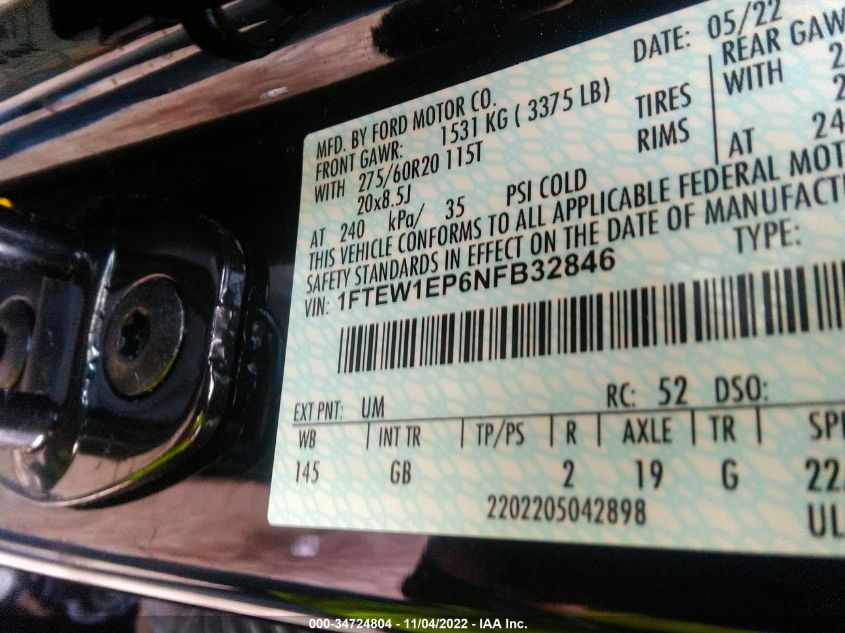 DATE: 05/22
MFD. BY FORD MOTOR CO.
FRONT GAWR: 1531 KG ( 3375 LB)
REAR GAW
WITH 275/60R20 115T
TIRES
WITH
20x8.5J
RIMS
AT 240 kPa/ 35 PSI COLD
AT 24
THIS VEHICLE CONFORMS TO ALL APPLICABLE FEDERAL MOT
SAFETY STANDARDS IN EFFECT ON THE DATE OF MANUFACT
VIN: 1FTEW1EP6NFB32846
TYPE:
EXT PNT: UM RC: 52 DSO:
WB | INT TR | TP/PS | R | AXLE | TR | SP
145 GB 2 19 G 22
2202205042898 UL
000-34724804 - 11/04/2022 - IAA Inc.